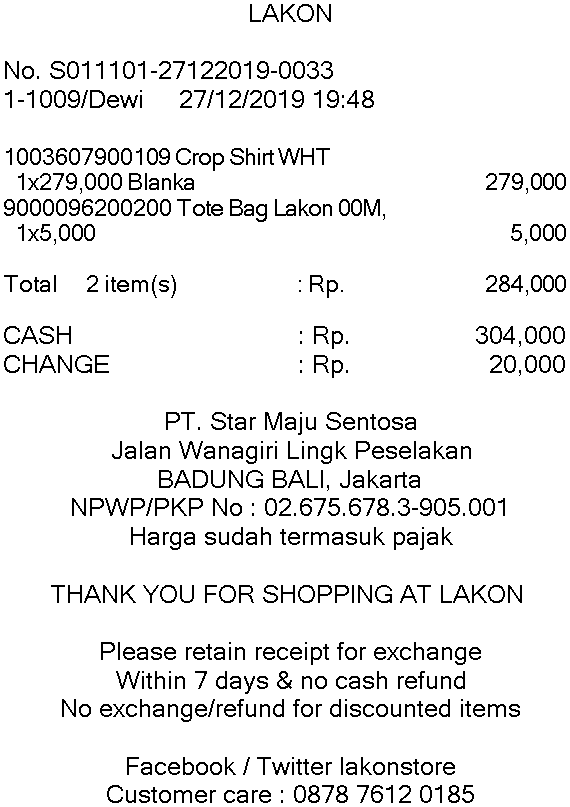 LAKON
No. S011101-27122019-0033
1-1009/Dewi 27/12/2019 19:48
1003607900109 Crop Shirt WHT
1x279,000 Blanka 279,000
9000096200200 Tote Bag Lakon 00M,
1x5,000 5,000
Total 2 item(s) : Rp. 284,000
CASH : Rp. 304,000
CHANGE : Rp. 20,000
PT. Star Maju Sentosa
Jalan Wanagiri Lingk Peselakan
BADUNG BALI, Jakarta
NPWP/PKP No : 02.675.678.3-905.001
Harga sudah termasuk pajak
THANK YOU FOR SHOPPING AT LAKON
Please retain receipt for exchange
Within 7 days & no cash refund
No exchange/refund for discounted items
Facebook / Twitter lakonstore
Customer care : 0878 7612 0185